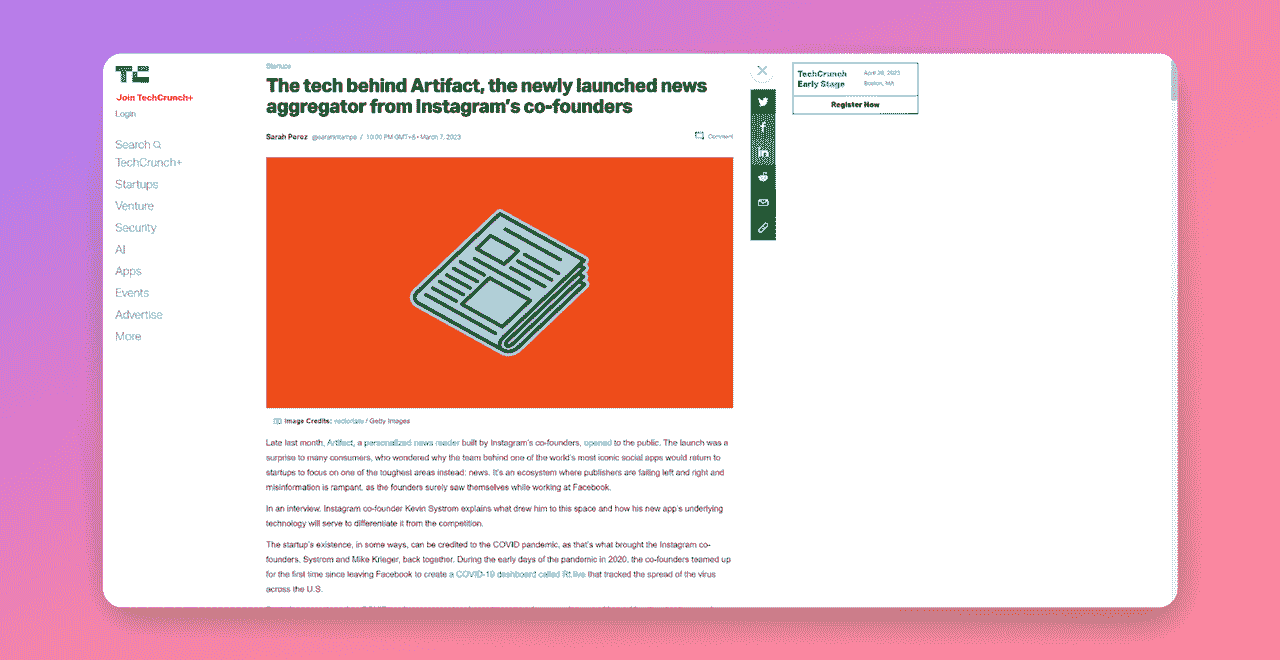 TC
Join TechCrunch+
Login
Search
TechCrunch+
Startups
Venture
Security
AI
Apps
Events
Advertise
More
Startups
The tech behind Artifact, the newly launched news
aggregator from Instagram's co-founders
Sarah Perez @sarahintampa / 10:00 PM GMT+5 • March 7, 2023
Comment
Image Credits: / Getty Images
Late last month, Artifact, a personalized news reader built by Instagram's co-founders, opened to the public. The launch was a
surprise to many consumers, who wondered why the team behind one of the world's most iconic social apps would return to
startups to focus on one of the toughest areas instead: news. It's an ecosystem where publishers are failing left and right and
misinformation is rampant, as the founders surely saw themselves while working at Facebook.
In an interview, Instagram co-founder Kevin Systrom explains what drew him to this space and how his new app's underlying
technology will serve to differentiate it from the competition.
The startup's existence, in some ways, can be credited to the COVID pandemic, as that's what brought the Instagram co-
founders, Systrom and Mike Krieger, back together. During the early days of the pandemic in 2020, the co-founders teamed up
for the first time since leaving Facebook to create a COVID-19 dashboard called Rt.live that tracked the spread of the virus
across the U.S.
TechCrunch
Early Stage
April 20, 2023
Boston, MA
Register Now